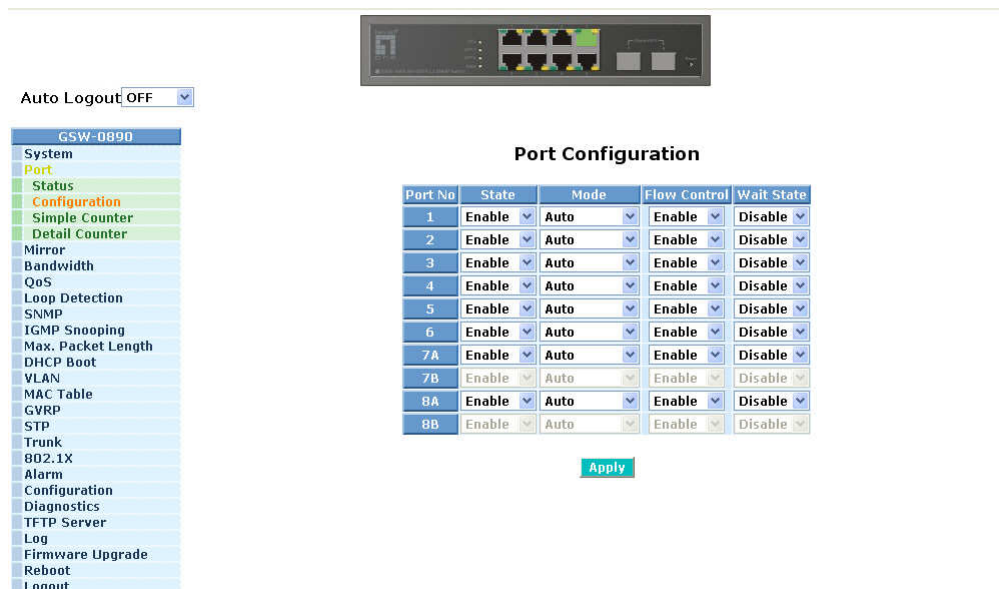 Auto Logout OFF
GSW-0890
System
Port
Status
Configuration
Simple Counter
Detail Counter
Mirror
Bandwidth
QoS
Loop Detection
SNMP
IGMP Snooping
Max. Packet Length
DHCP Boot
VLAN
MAC Table
GVRP
STP
Trunk
802.1X
Alarm
Configuration
Diagnostics
TFTP Server
Log
Firmware Upgrade
Reboot
Logout
Port Configuration
Port No State Mode Flow Control Wait State
1 Enable Auto Enable Disable
2 Enable Auto Enable Disable
3 Enable Auto Enable Disable
4 Enable Auto Enable Disable
5 Enable Auto Enable Disable
6 Enable Auto Enable Disable
7A Enable Auto Enable Disable
7B Enable Auto Enable Disable
8A Enable Auto Enable Disable
8B Enable Auto Enable Disable
Apply